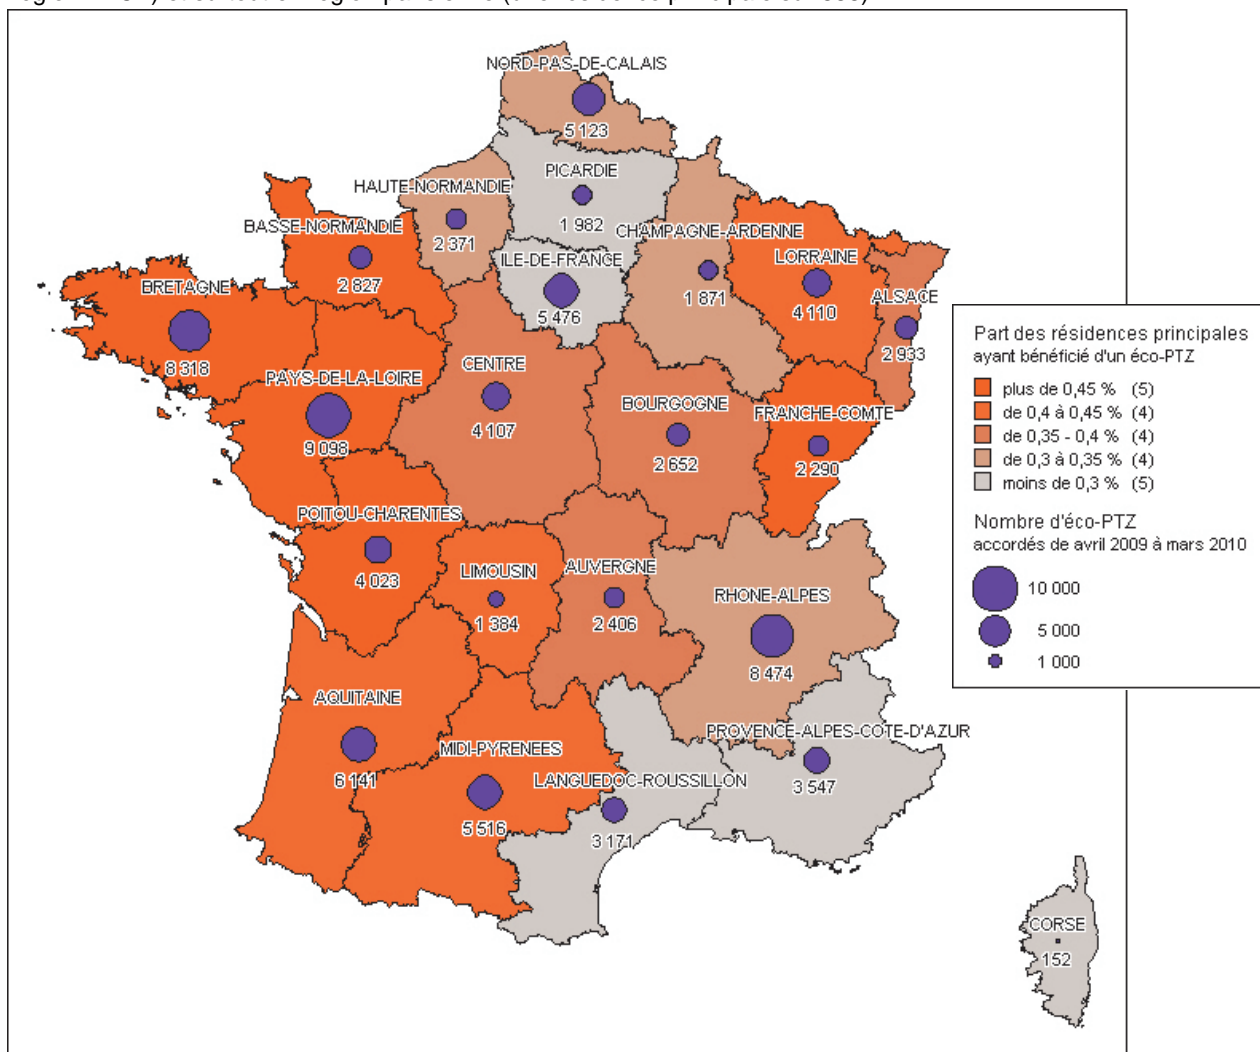 NORD-PAS-DE-CALAIS
5 123
PICARDIE
1 982
HAUTE-NORMANDIE
2 371
BASSE-NORMANDIE
2 827
CHAMPAGNE-ARDENNE
1 871
ILE-DE-FRANCE
5 476
LORRAINE
4 110
ALSACE
2 933
BRETAGNE
8 318
PAYS-DE-LA-LOIRE
9 098
CENTRE
4 107
BOURGOGNE
2 652
FRANCHE-COMTE
2 290
POITOU-CHARENTES
4 023
LIMOUSIN
1 384
AUVERGNE
2 406
RHONE-ALPES
8 474
AQUITAINE
6 141
MIDI-PYRENEES
5 516
LANGUEDOC-ROUSSILLON
3 171
PROVENCE-ALPES-COTE-D'AZUR
3 547
CORSE
152
Part des résidences principales
ayant bénéficié d'un éco-PTZ
plus de 0,45 % (5)
de 0,4 à 0,45 % (4)
de 0,35 - 0,4 % (4)
de 0,3 à 0,35 % (4)
moins de 0,3 % (5)
Nombre d'éco-PTZ
accordés de avril 2009 à mars 2010
10 000
5 000
1 000